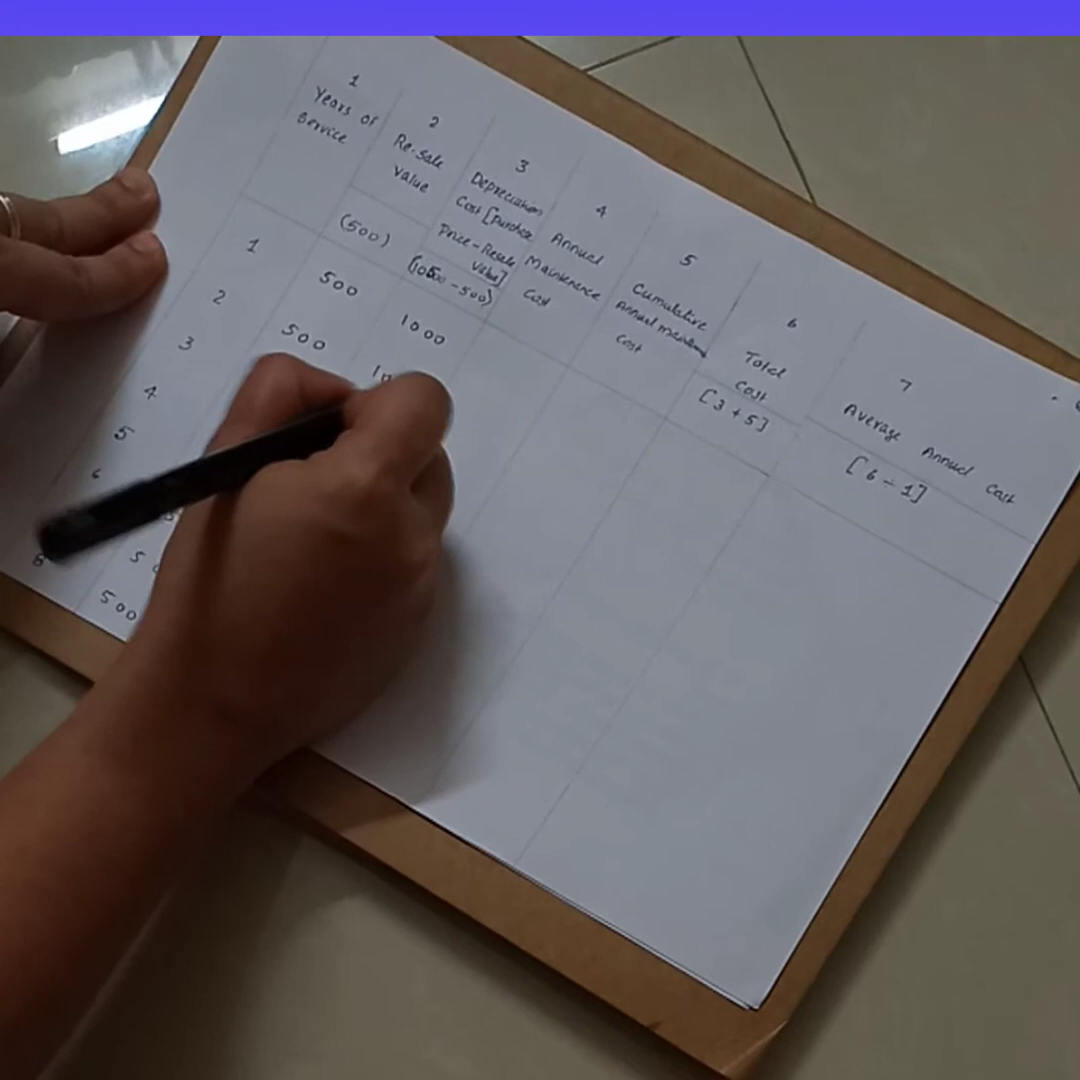 1
Years of
Service
2
Re-sale
Value
(500)
3
Depreciation
Cost [purchase
Price - Resale
Value]
4
Annual
Maintenance
Cost
5
Cumulative
Cost
6
Total
Cost
[3 + 5]
7
Average Annual Cost
[6 ÷ 1]
1
500
1000
2
500
3
4
5
6
8
500